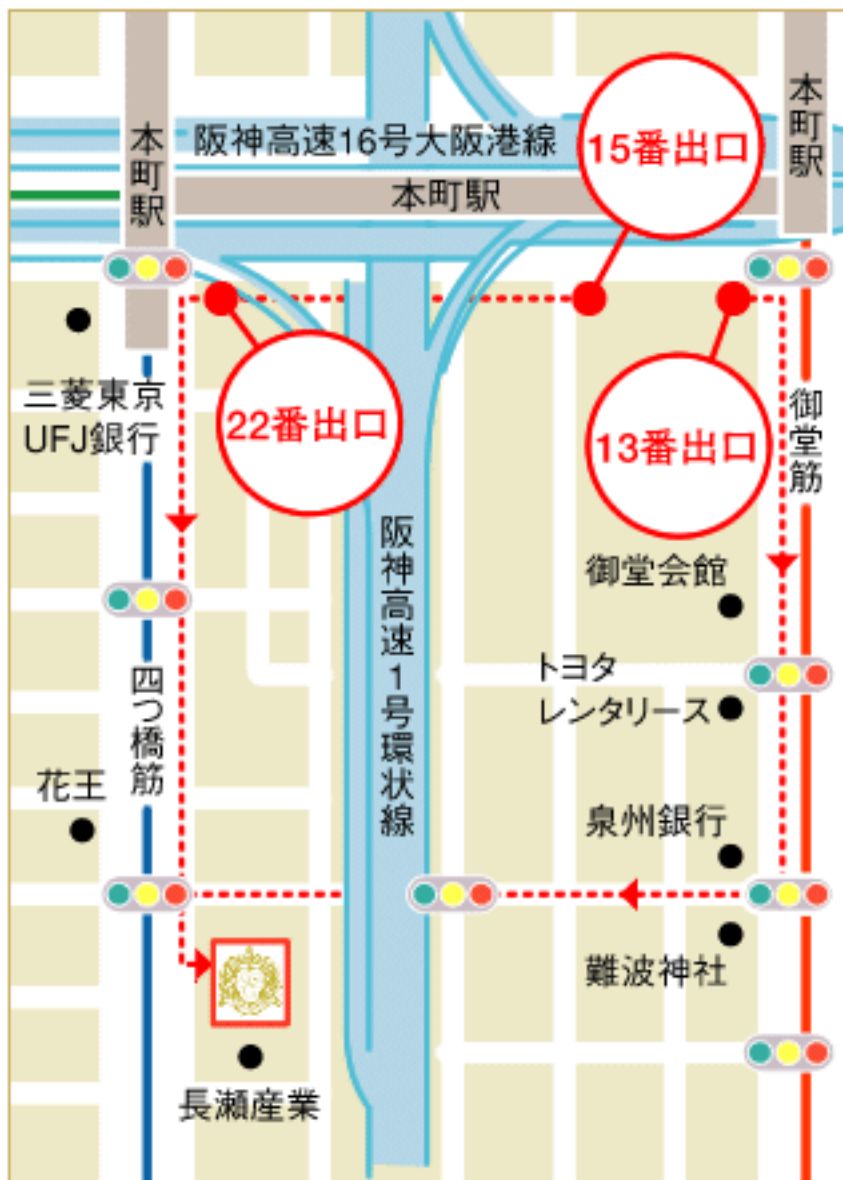 本町駅
阪神高速16号大阪港線
15番出口
本町駅
本町駅
22番出口
13番出口
三菱東京
UFJ銀行
御堂筋
阪神高速1号環状線
御堂会館
四つ橋筋
トヨタ
レンタリース
花王
泉州銀行
難波神社
長瀬産業